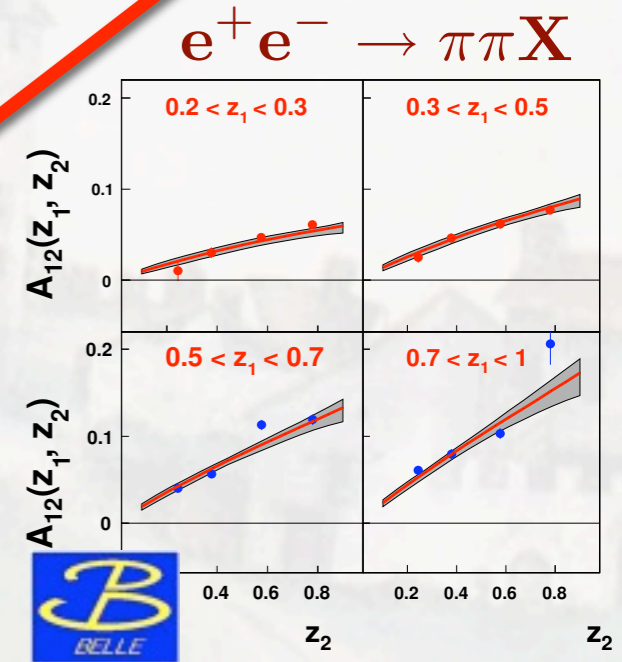 e⁺e⁻ → ππX
0.2 < z₁ < 0.3
0.3 < z₁ < 0.5
A₁₂(z₁, z₂)
0.2
0.1
0
0.5 < z₁ < 0.7
0.7 < z₁ < 1
A₁₂(z₁, z₂)
0.2
0.1
0
0.4 0.6 0.8
0.2 0.4 0.6 0.8
z₂
z₂
B
BELLE